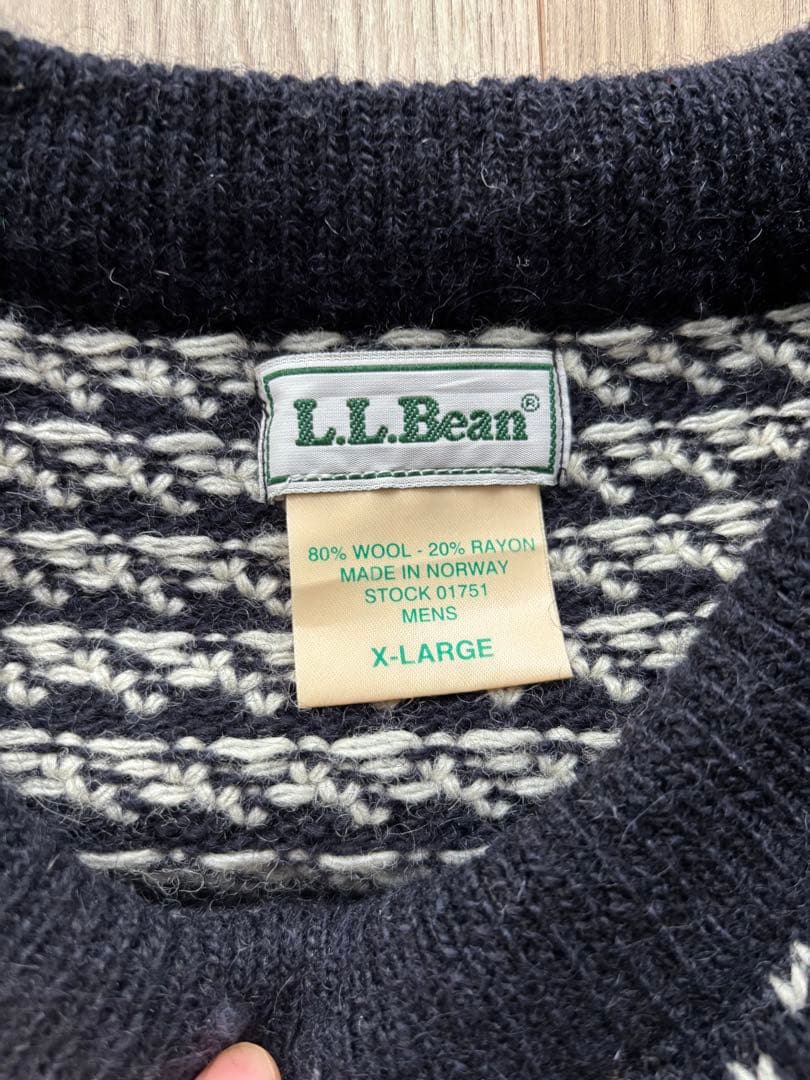 L.L.Bean®
80% WOOL - 20% RAYON
MADE IN NORWAY
STOCK 01751
MENS
X-LARGE